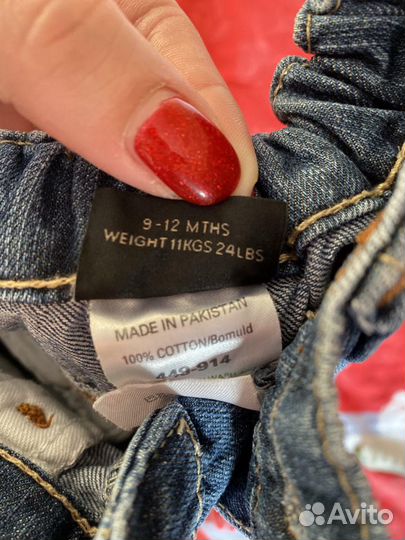 9-12 MTHS
WEIGHT 11KGS 24LBS
MADE IN PAKISTAN
100% COTTON/Bomuld
449-914
Avito